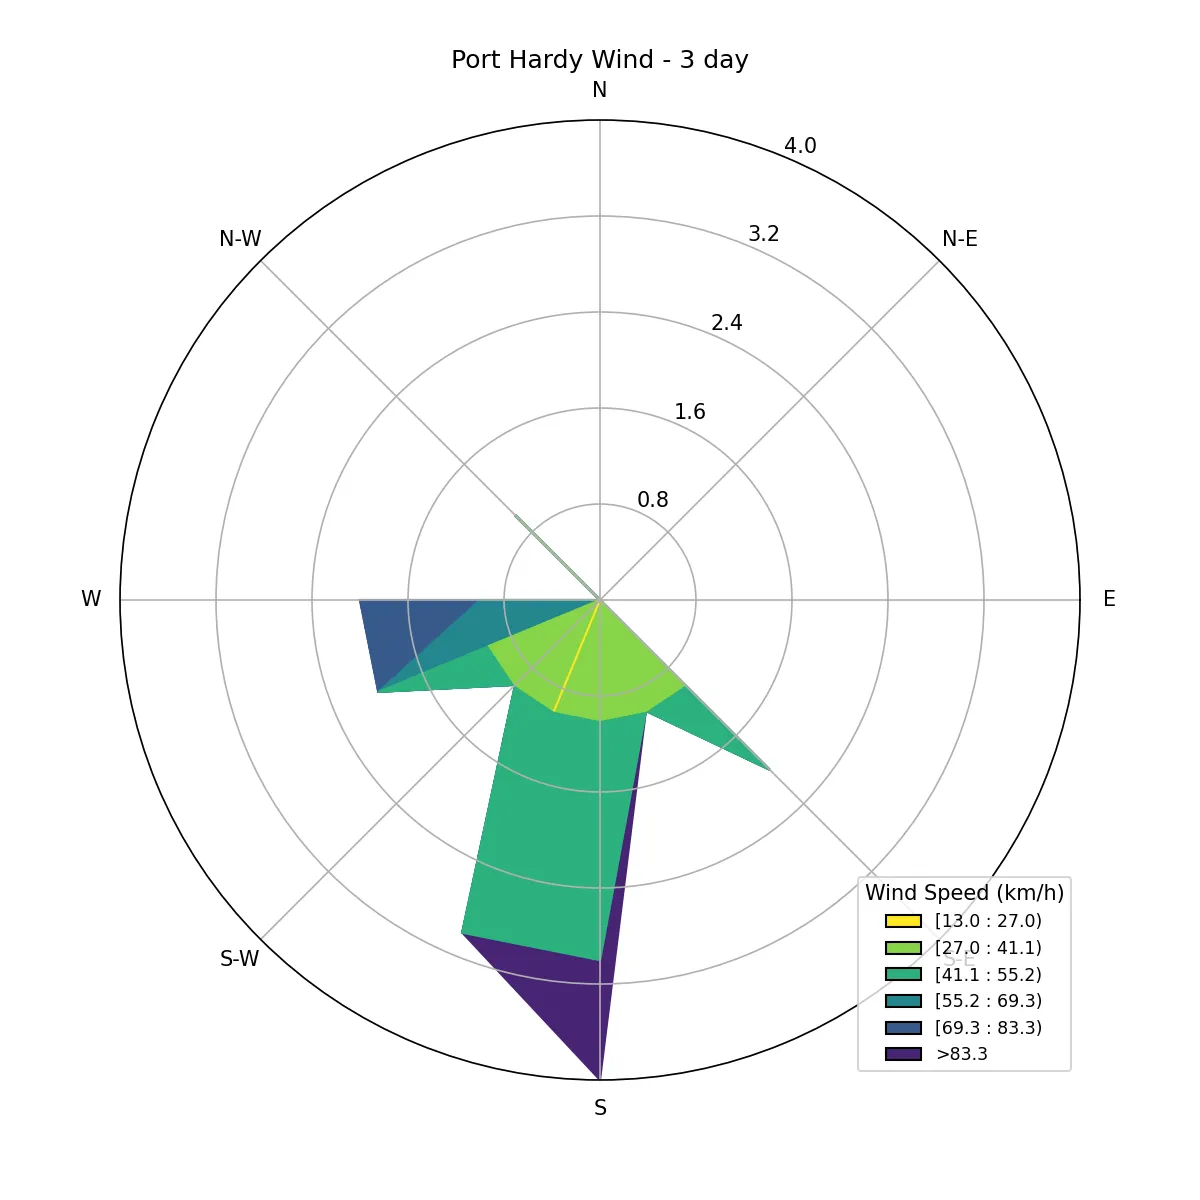 Port Hardy Wind - 3 day
N
4.0
N-W
3.2
N-E
2.4
1.6
0.8
W
E
S-W
S-E
Wind Speed (km/h)
[13.0 : 27.0)
[27.0 : 41.1)
[41.1 : 55.2)
[55.2 : 69.3)
[69.3 : 83.3)
>83.3
S